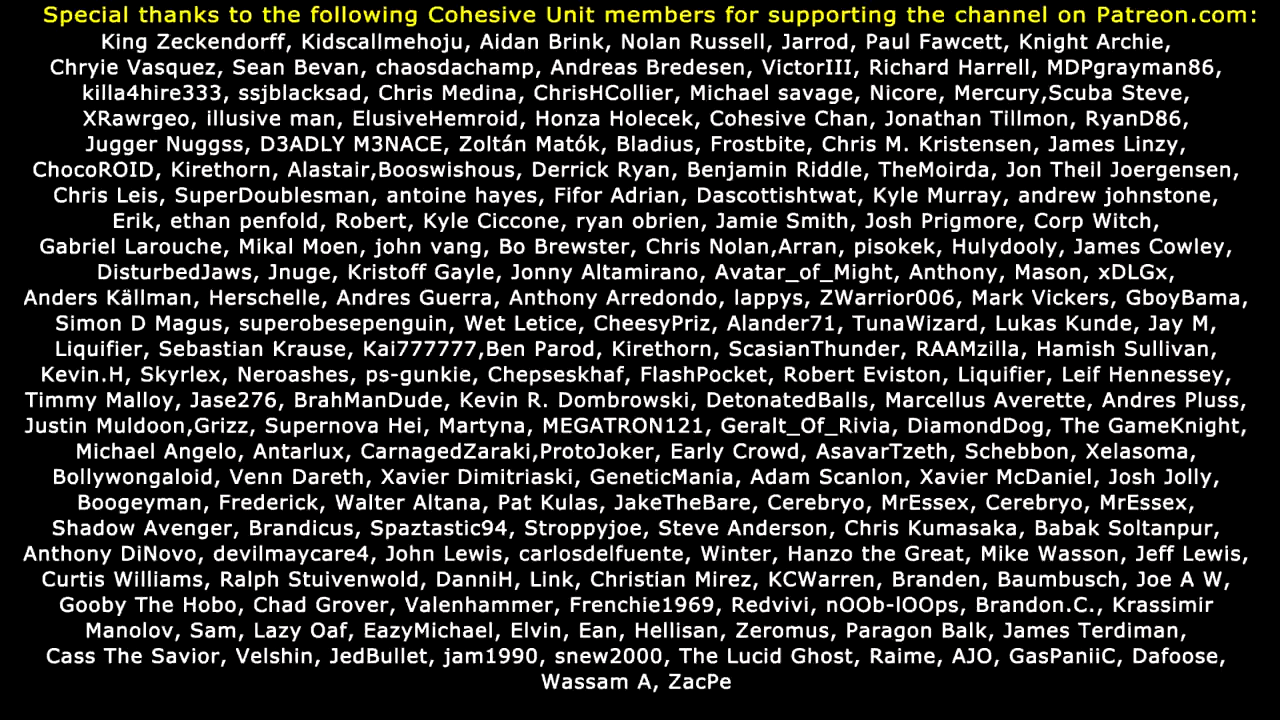 Special thanks to the following Cohesive Unit members for supporting the channel on Patreon.com:
King Zeckendorff, Kidscallmehoju, Aidan Brink, Nolan Russell, Jarrod, Paul Fawcett, Knight Archie,
Chryie Vasquez, Sean Bevan, chaosdachamp, Andreas Bredesen, VictorIII, Richard Harrell, MDPgrayman86,
killa4hire333, ssjblacksad, Chris Medina, ChrisHCollier, Michael savage, Nicore, Mercury,Scuba Steve,
XRawrgeo, illusive man, ElusiveHemroid, Honza Holecek, Cohesive Chan, Jonathan Tillmon, RyanD86,
Jugger Nuggss, D3ADLY M3NACE, Zoltán Matók, Bladius, Frostbite, Chris M. Kristensen, James Linzy,
ChocoROID, Kirethorn, Alastair,Booswishous, Derrick Ryan, Benjamin Riddle, TheMoirda, Jon Theil Joergensen,
Chris Leis, SuperDoublesman, antoine hayes, Fifor Adrian, Dascottishtwat, Kyle Murray, andrew johnstone,
Erik, ethan penfold, Robert, Kyle Ciccone, ryan obrien, Jamie Smith, Josh Prigmore, Corp Witch,
Gabriel Larouche, Mikal Moen, john vang, Bo Brewster, Chris Nolan,Arran, pisokek, Hulydooly, James Cowley,
DisturbedJaws, Jnuge, Kristoff Gayle, Jonny Altamirano, Avatar_of_Might, Anthony, Mason, xDLGx,
Anders Källman, Herschelle, Andres Guerra, Anthony Arredondo, lappys, ZWarrior006, Mark Vickers, GboyBama,
Simon D Magus, superobesepenguin, Wet Letice, CheesyPriz, Alander71, TunaWizard, Lukas Kunde, Jay M,
Liquifier, Sebastian Krause, Kai777777,Ben Parod, Kirethorn, ScasianThunder, RAAMzilla, Hamish Sullivan,
Kevin.H, Skyrlex, Neroashes, ps-gunkie, Chepseskhaf, FlashPocket, Robert Eviston, Liquifier, Leif Hennessey,
Timmy Malloy, Jase276, BrahManDude, Kevin R. Dombrowski, DetonatedBalls, Marcellus Averette, Andres Pluss,
Justin Muldoon,Grizz, Supernova Hei, Martyna, MEGATRON121, Geralt_Of_Rivia, DiamondDog, The GameKnight,
Michael Angelo, Antarlux, CarnagedZaraki,ProtoJoker, Early Crowd, AsavarTzeth, Schebbon, Xelasoma,
Bollywongaloid, Venn Dareth, Xavier Dimitriaski, GeneticMania, Adam Scanlon, Xavier McDaniel, Josh Jolly,
Boogeyman, Frederick, Walter Altana, Pat Kulas, JakeTheBare, Cerebryo, MrEssex, Cerebryo, MrEssex,
Shadow Avenger, Brandicus, Spaztastic94, Stroppyjoe, Steve Anderson, Chris Kumasaka, Babak Soltanpur,
Anthony DiNovo, devilmaycare4, John Lewis, carlosdelfuente, Winter, Hanzo the Great, Mike Wasson, Jeff Lewis,
Curtis Williams, Ralph Stuivenwold, DanniH, Link, Christian Mirez, KCWarren, Branden, Baumbusch, Joe A W,
Gooby The Hobo, Chad Grover, Valenhammer, Frenchie1969, Redvivi, nOOb-lOOps, Brandon.C., Krassimir
Manolov, Sam, Lazy Oaf, EazyMichael, Elvin, Ean, Hellisan, Zeromus, Paragon Balk, James Terdiman,
Cass The Savior, Velshin, JedBullet, jam1990, snew2000, The Lucid Ghost, Raime, AJO, GasPaniiC, Dafoose,
Wassam A, ZacPe